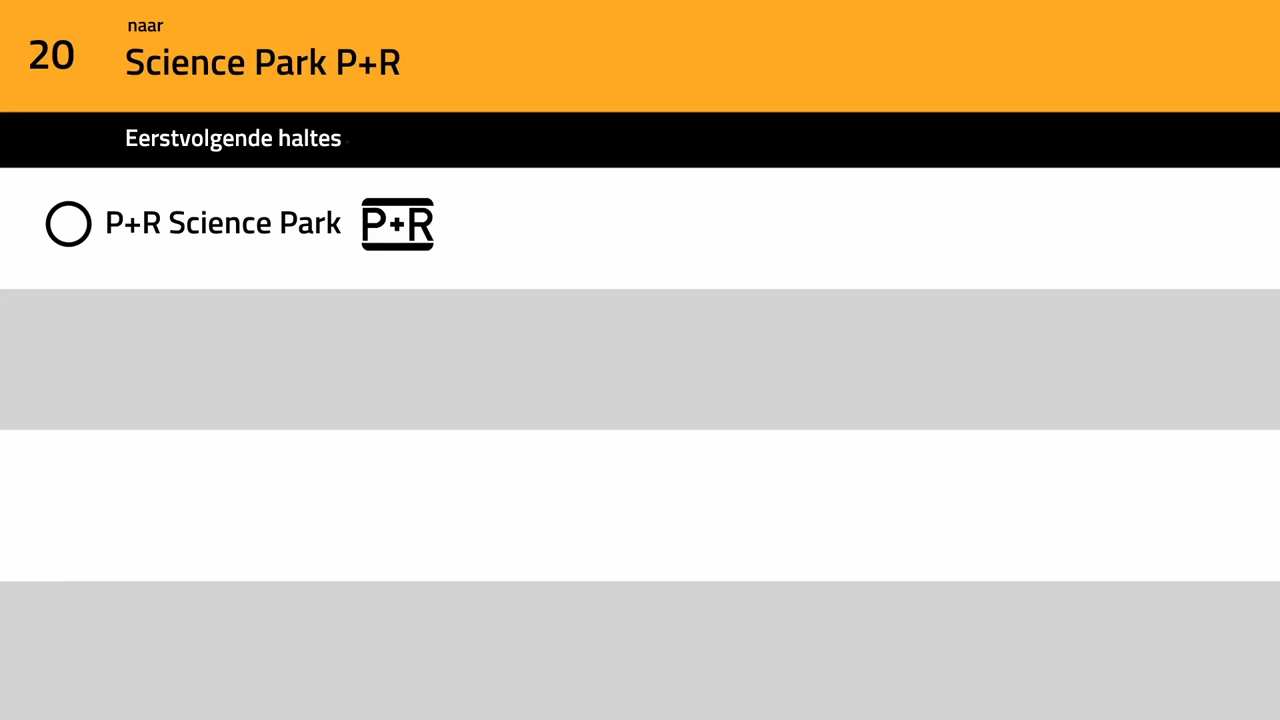 20
naar
Science Park P+R
Eerstvolgende haltes
P+R Science Park P+R